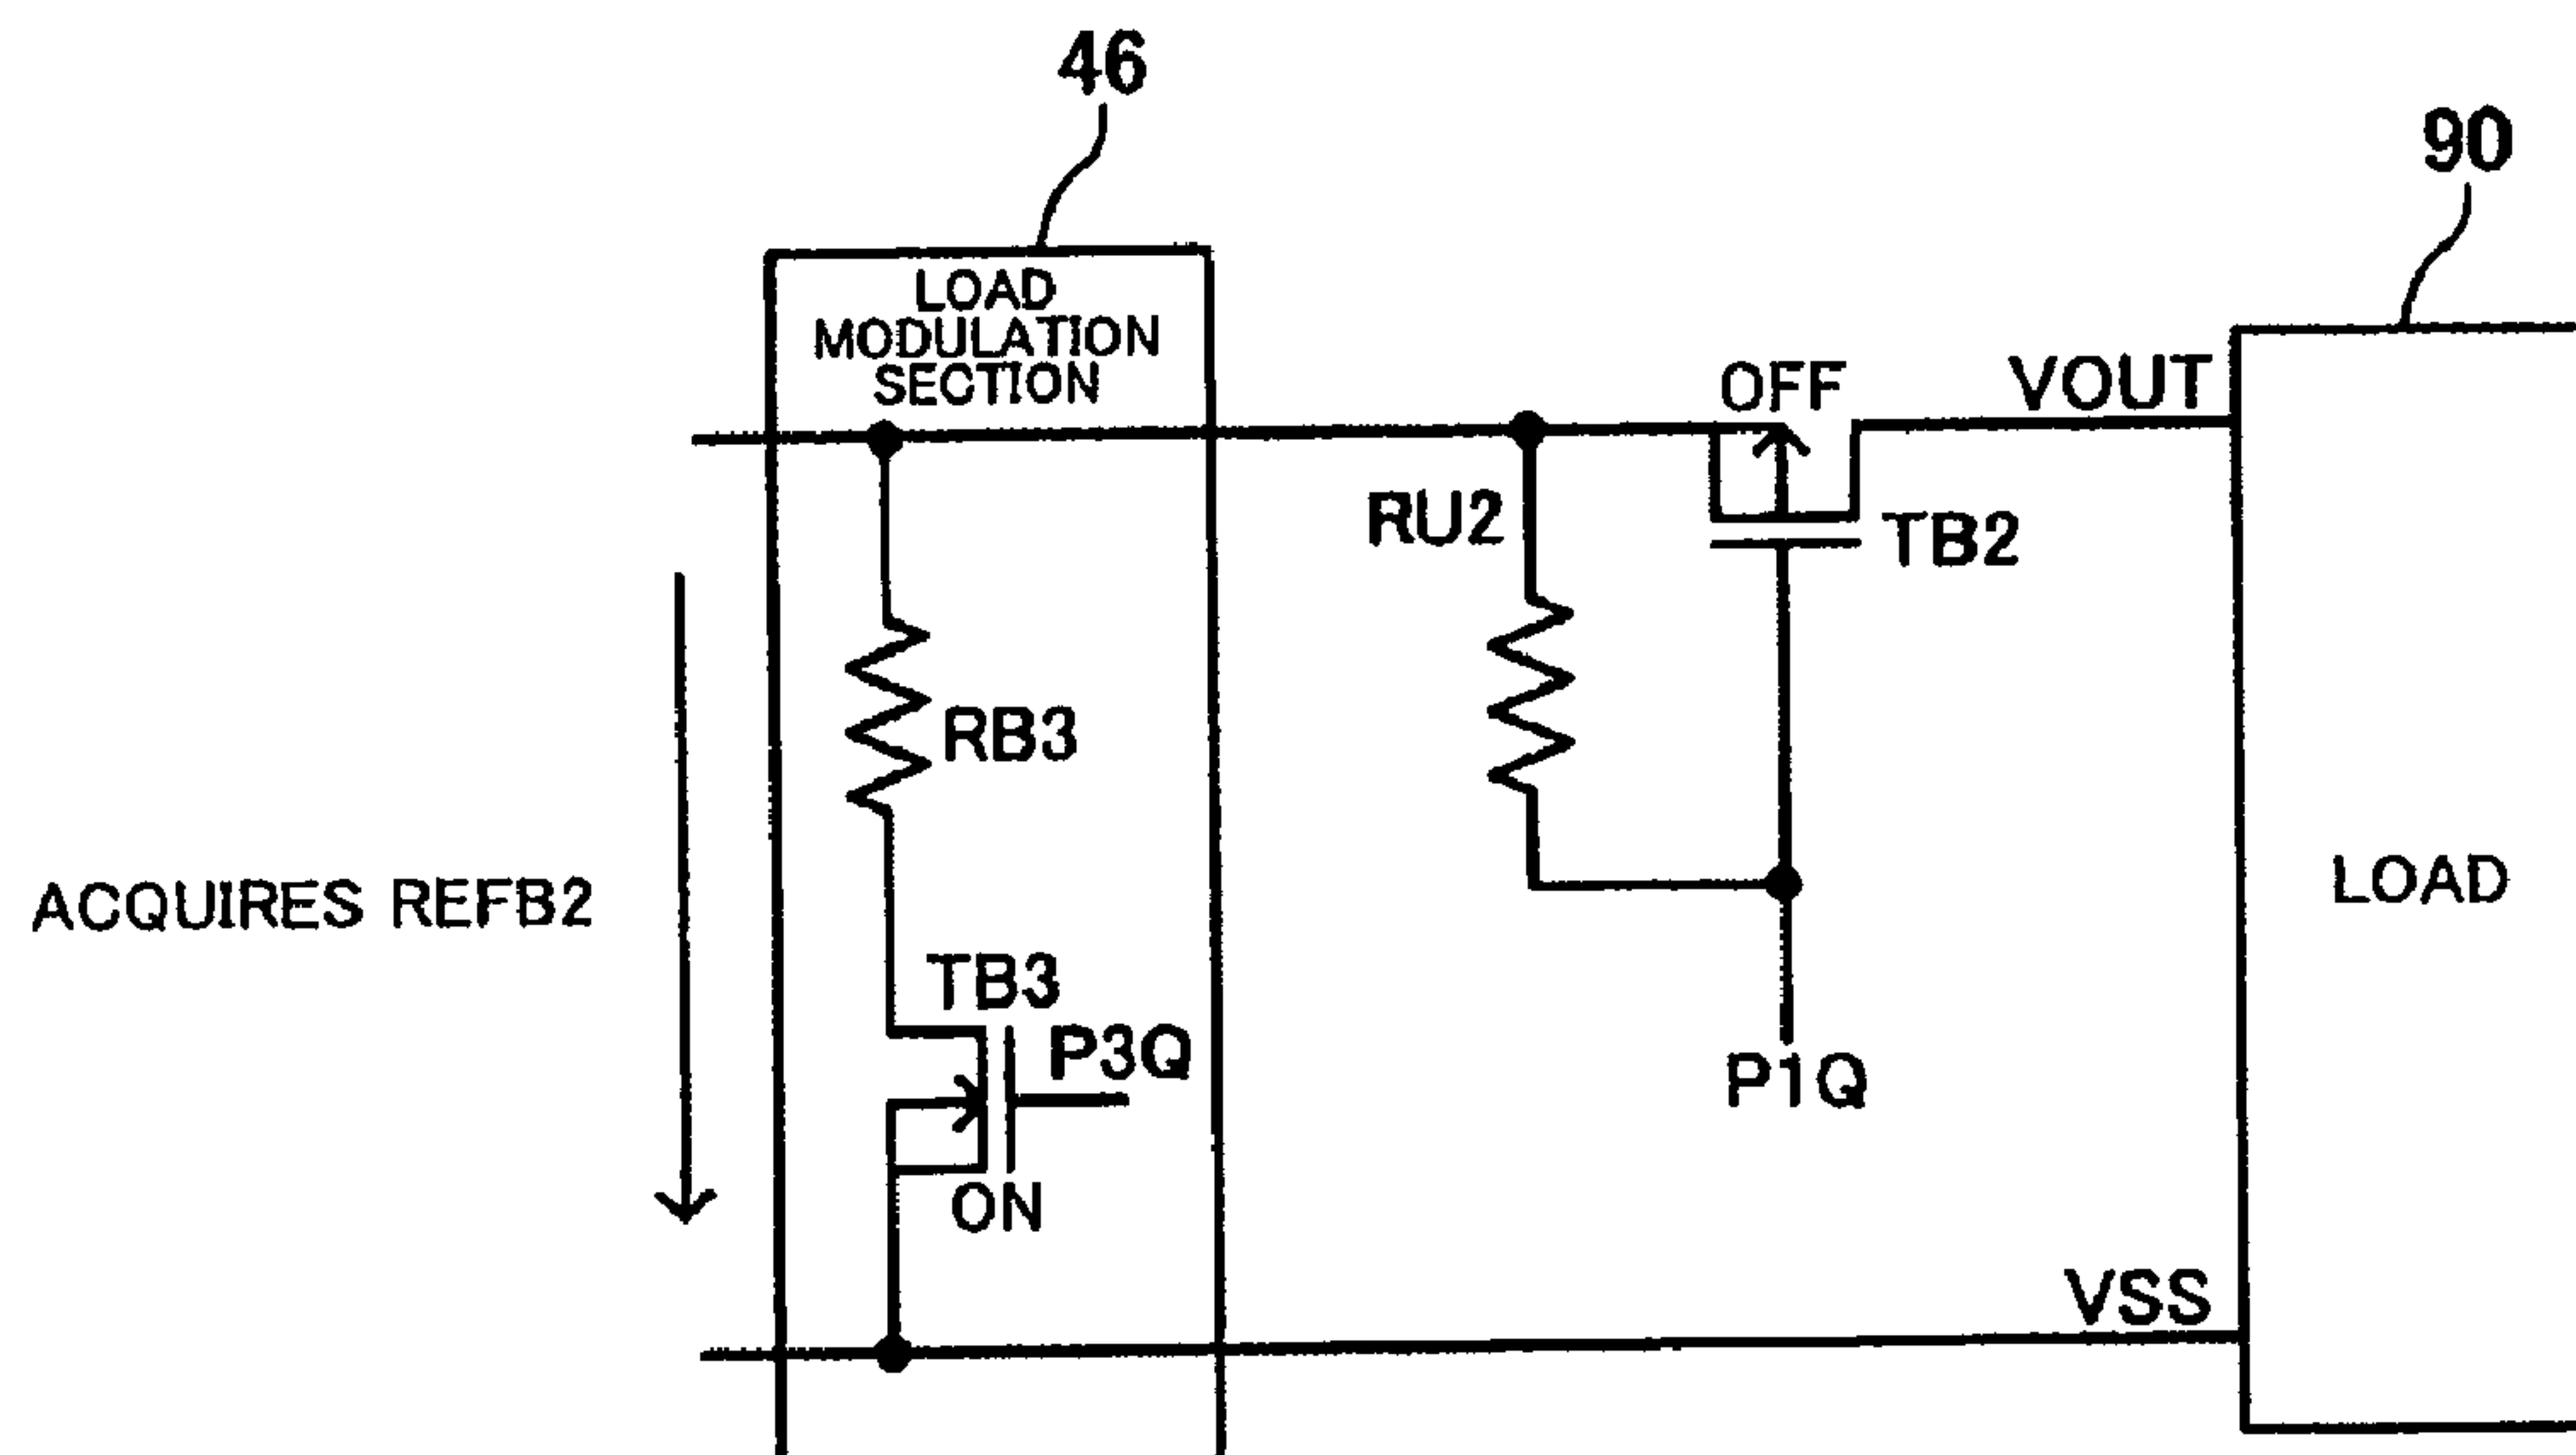 46
90
LOAD
MODULATION
SECTION
OFF
VOUT
RU2
TB2
RB3
ACQUIRES REFB2
LOAD
TB3
P3Q
P1Q
ON
VSS